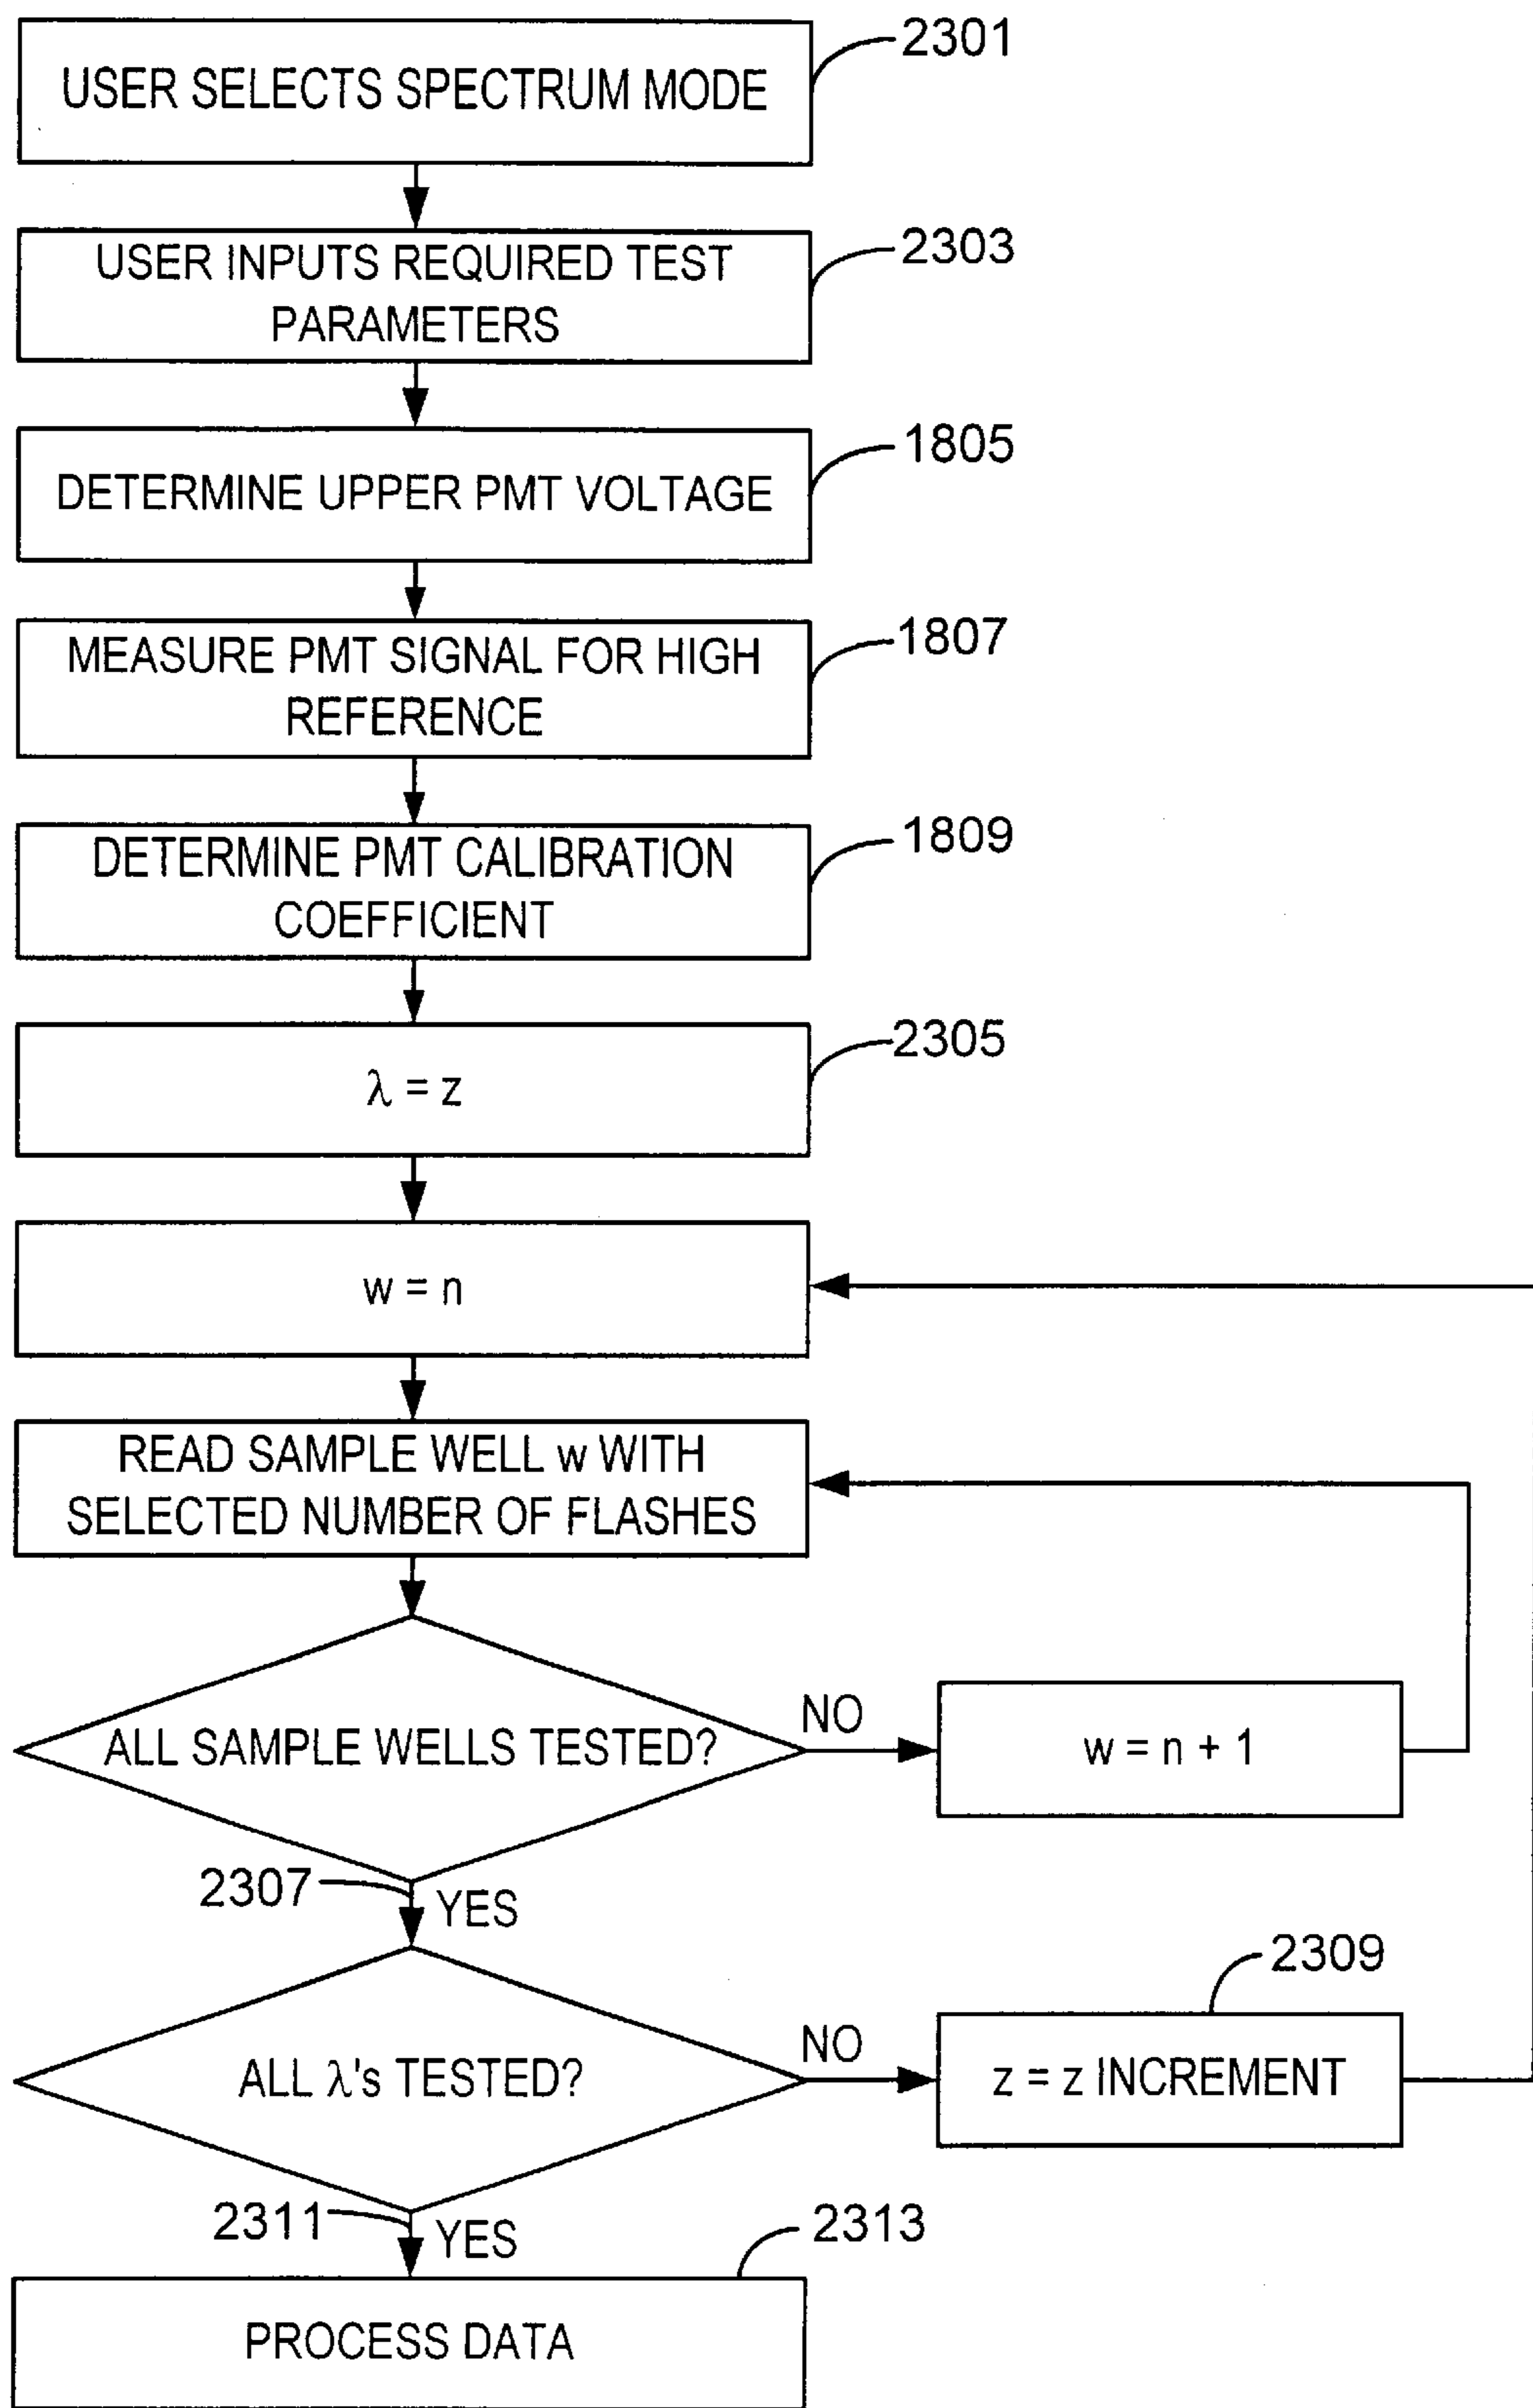 2301
USER SELECTS SPECTRUM MODE
2303
USER INPUTS REQUIRED TEST
PARAMETERS
1805
DETERMINE UPPER PMT VOLTAGE
1807
MEASURE PMT SIGNAL FOR HIGH
REFERENCE
1809
DETERMINE PMT CALIBRATION
COEFFICIENT
2305
λ = z
w = n
READ SAMPLE WELL w WITH
SELECTED NUMBER OF FLASHES
ALL SAMPLE WELLS TESTED?
NO
w = n + 1
2307
YES
2309
ALL λ's TESTED?
NO
z = z INCREMENT
2311
YES
2313
PROCESS DATA